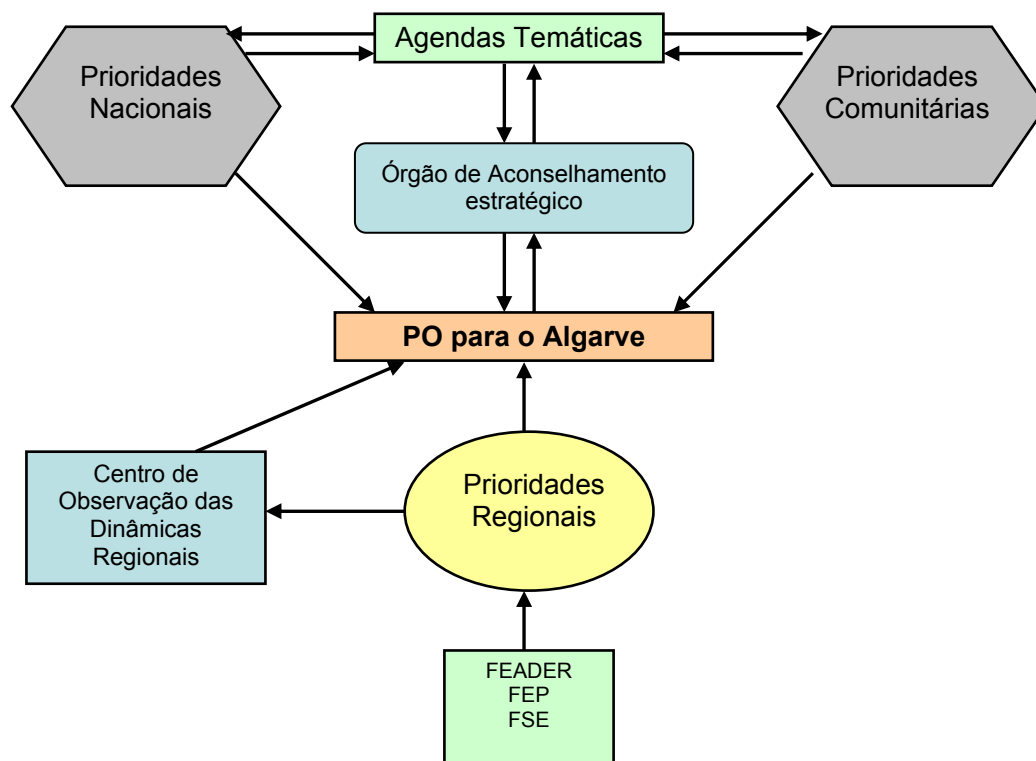 Agendas Temáticas
Prioridades
Nacionais
Prioridades
Comunitárias
Órgão de Aconselhamento
estratégico
PO para o Algarve
Centro de
Observação das
Dinâmicas
Regionais
Prioridades
Regionais
FEADER
FEP
FSE